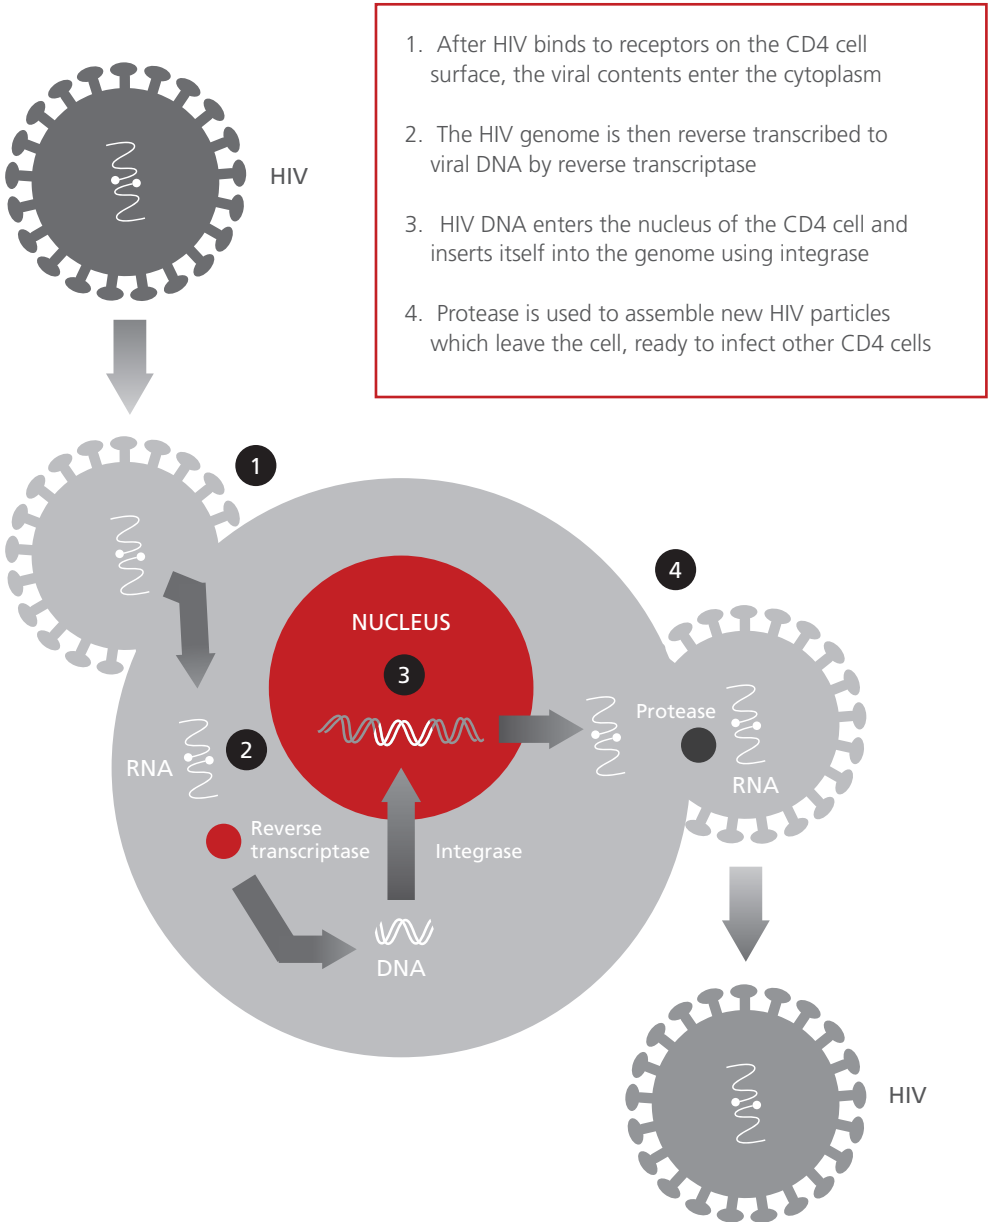 1. After HIV binds to receptors on the CD4 cell
surface, the viral contents enter the cytoplasm
2. The HIV genome is then reverse transcribed to
viral DNA by reverse transcriptase
3. HIV DNA enters the nucleus of the CD4 cell and
inserts itself into the genome using integrase
4. Protease is used to assemble new HIV particles
which leave the cell, ready to infect other CD4 cells
HIV
1
4
NUCLEUS
3
Protease
2
RNA
RNA
Reverse
transcriptase
Integrase
DNA
HIV